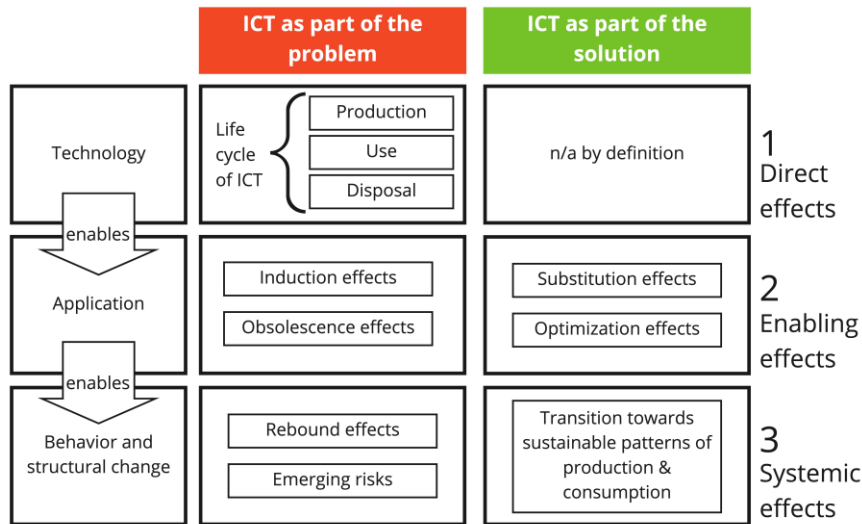 ICT as part of the
problem
ICT as part of the
solution
Technology
Life
cycle
of ICT
Production
Use
Disposal
n/a by definition
1
Direct
effects
enables
Application
Induction effects
Obsolescence effects
Substitution effects
Optimization effects
2
Enabling
effects
enables
Behavior and
structural change
Rebound effects
Emerging risks
Transition towards
sustainable patterns of
production &
consumption
3
Systemic
effects